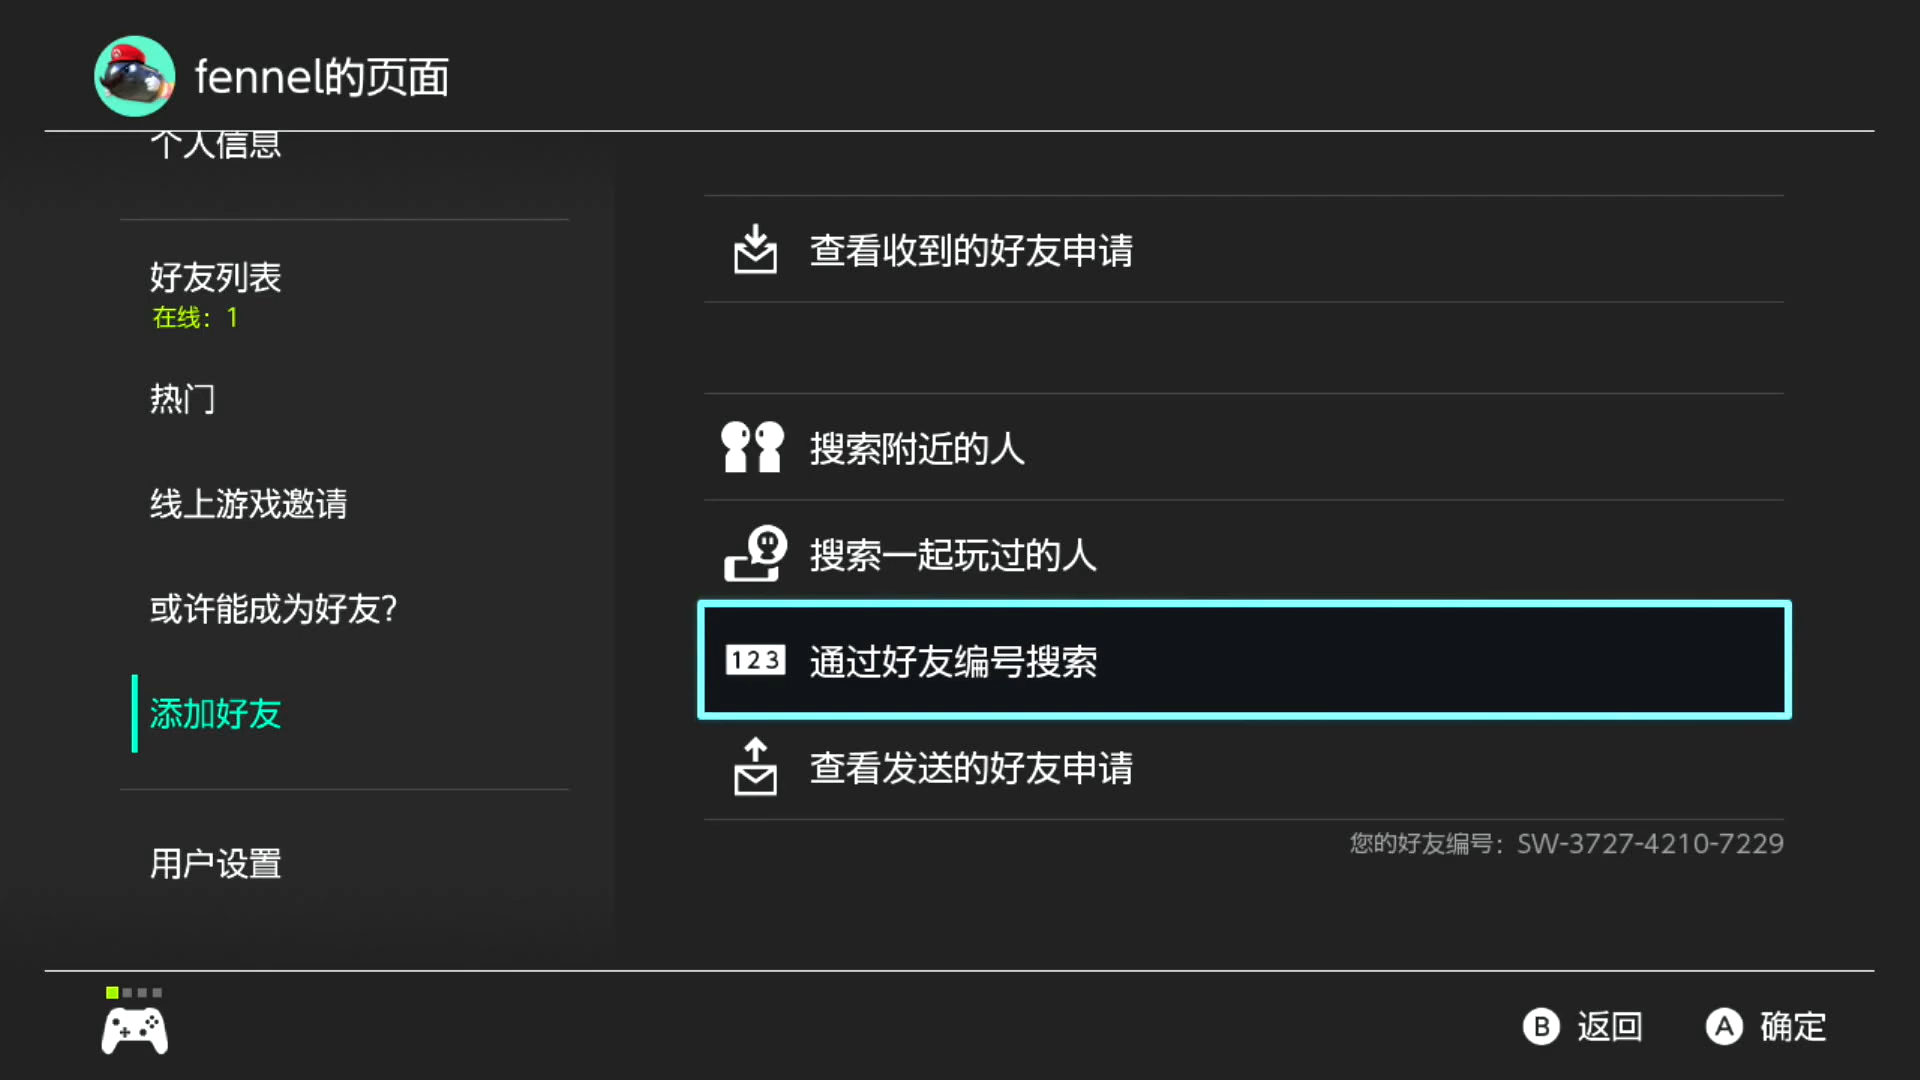 fennel的页面
个人信息
好友列表
在线：1
热门
线上游戏邀请
或许能成为好友?
添加好友
用户设置
查看收到的好友申请
搜索附近的人
搜索一起玩过的人
123 通过好友编号搜索
查看发送的好友申请
您的好友编号：SW-3727-4210-7229
B 返回
A 确定